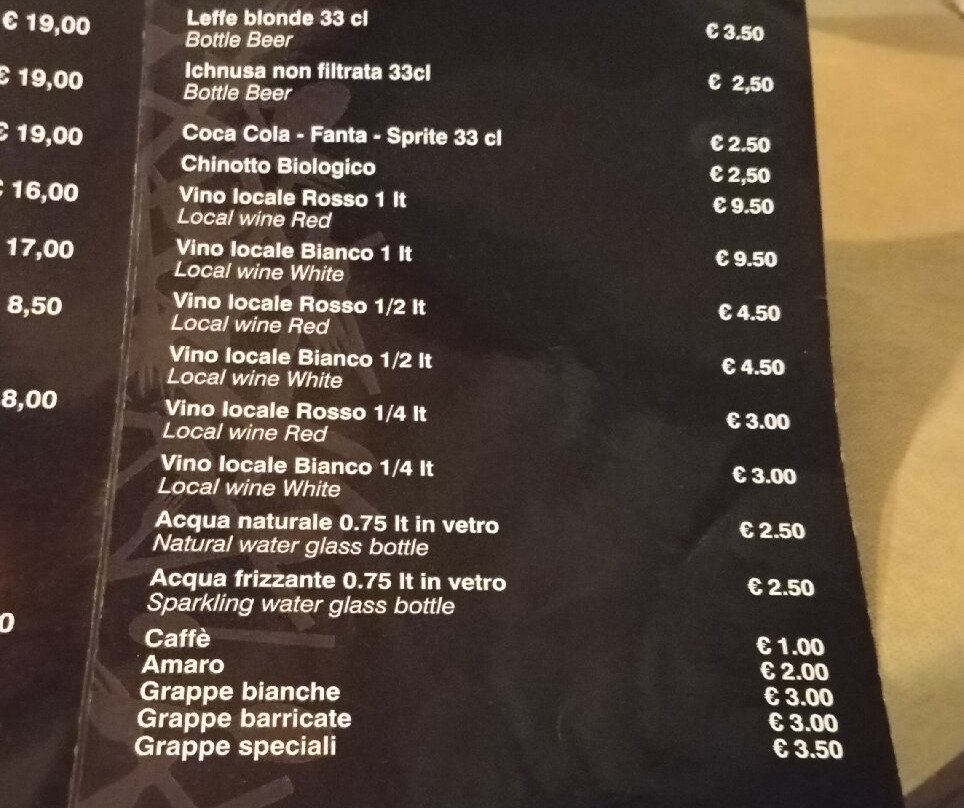 € 19,00
€ 19,00
€ 19,00
€ 16,00
17,00
8,50
8,00
0
Leffe blonde 33 cl € 3.50
Bottle Beer
Ichnusa non filtrata 33cl € 2,50
Bottle Beer
Coca Cola - Fanta - Sprite 33 cl € 2.50
Chinotto Biologico € 2,50
Vino locale Rosso 1 lt € 9.50
Local wine Red
Vino locale Bianco 1 lt € 9.50
Local wine White
Vino locale Rosso 1/2 lt € 4.50
Local wine Red
Vino locale Bianco 1/2 lt € 4.50
Local wine White
Vino locale Rosso 1/4 lt € 3.00
Local wine Red
Vino locale Bianco 1/4 lt € 3.00
Local wine White
Acqua naturale 0.75 lt in vetro € 2.50
Natural water glass bottle
Acqua frizzante 0.75 lt in vetro € 2.50
Sparkling water glass bottle
Caffè € 1.00
Amaro € 2.00
Grappe bianche € 3.00
Grappe barricate € 3.00
Grappe speciali € 3.50